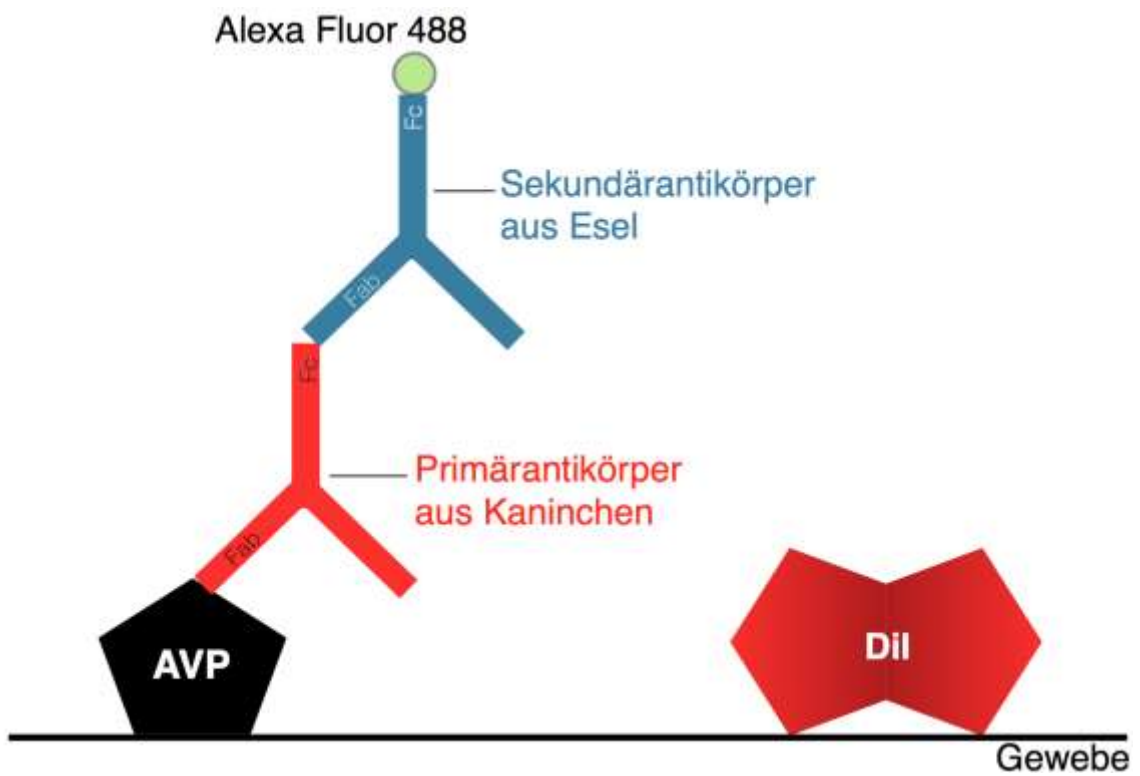 Alexa Fluor 488
Fc
Sekundärantikörper
aus Esel
Fab
Fc
Primärantikörper
aus Kaninchen
Fab
AVP
DiI
Gewebe